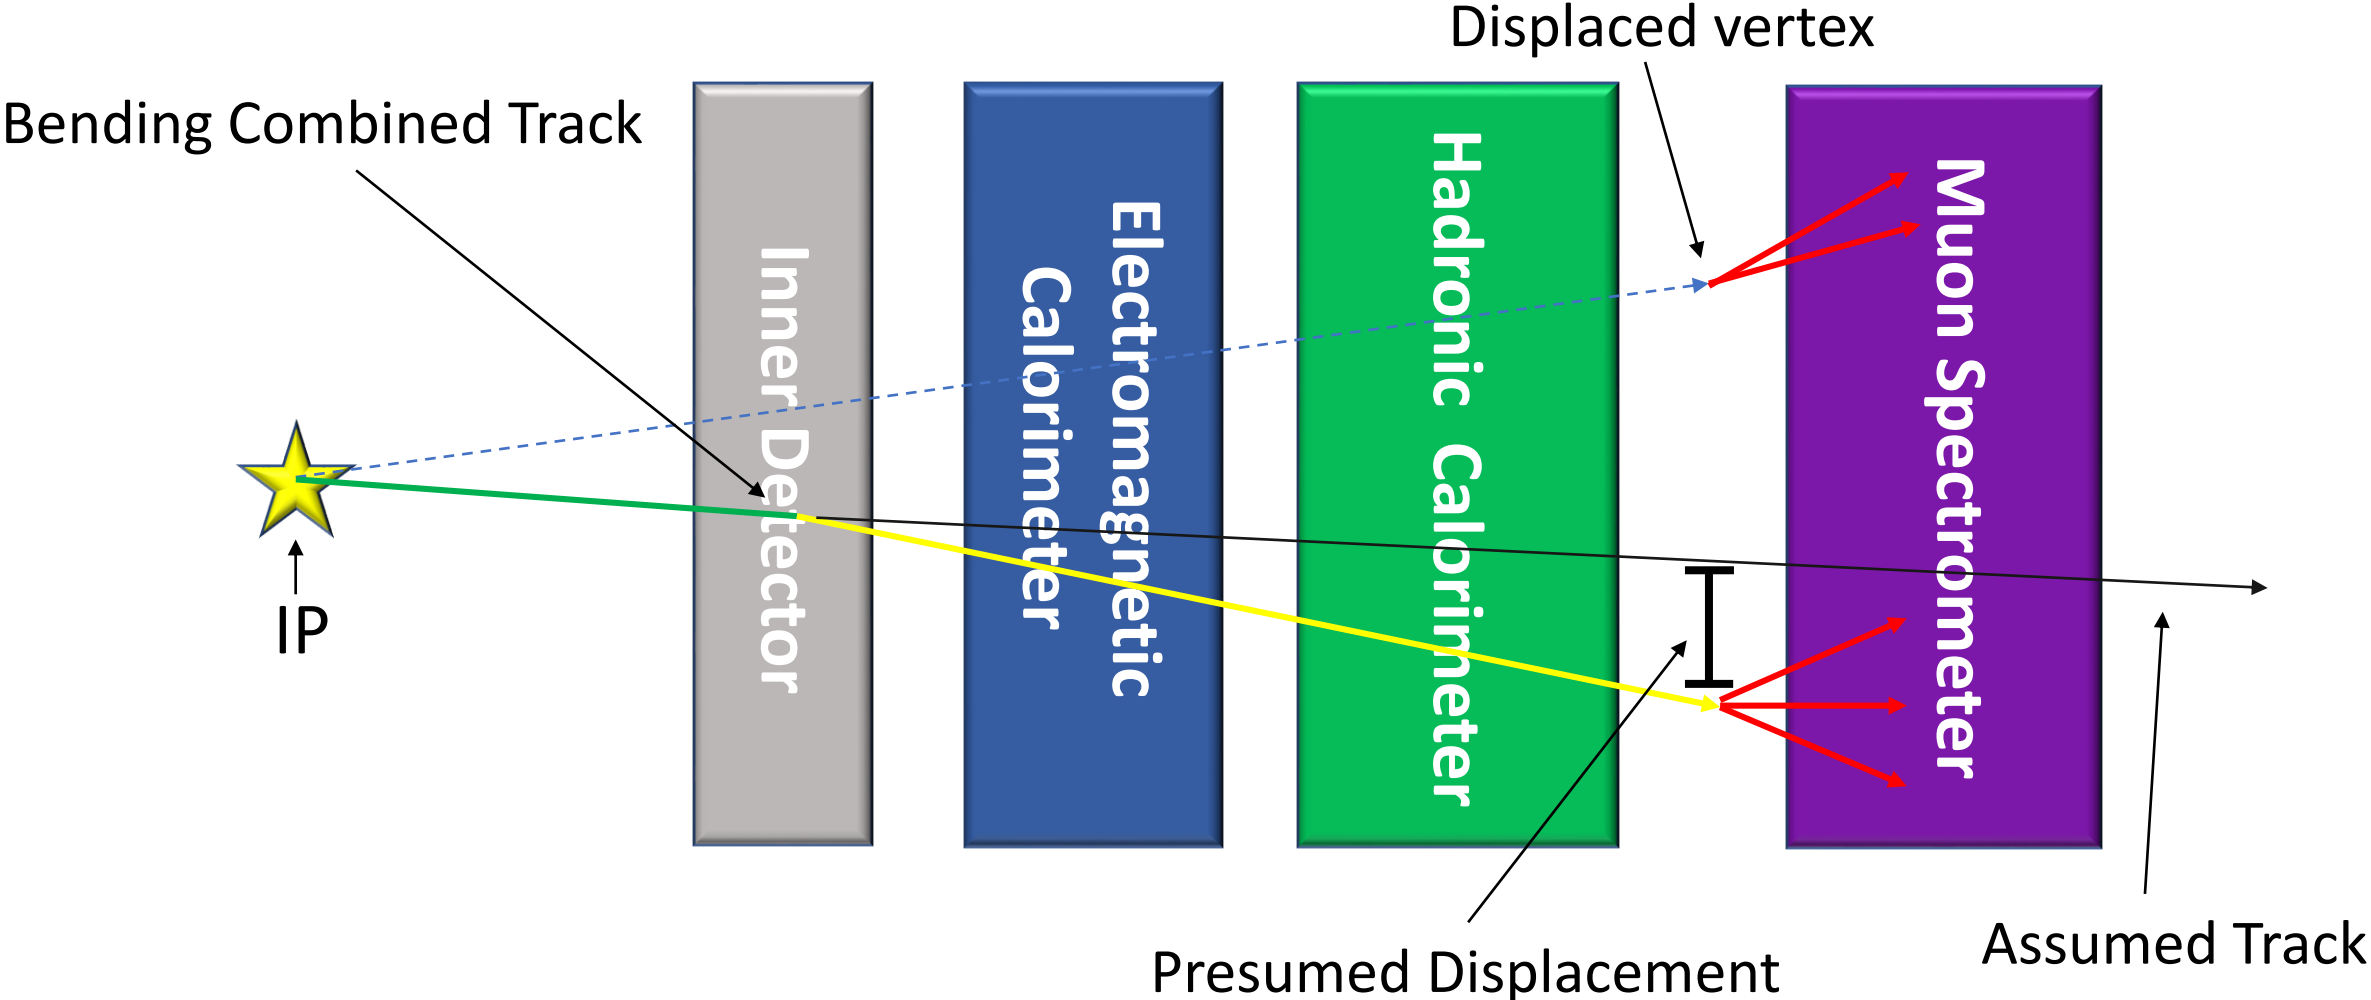 Displaced vertex
Bending Combined Track
Inner Detector
Electromagnetic
Calorimeter
Hadronic Calorimeter
Muon Spectrometer
IP
Presumed Displacement
Assumed Track